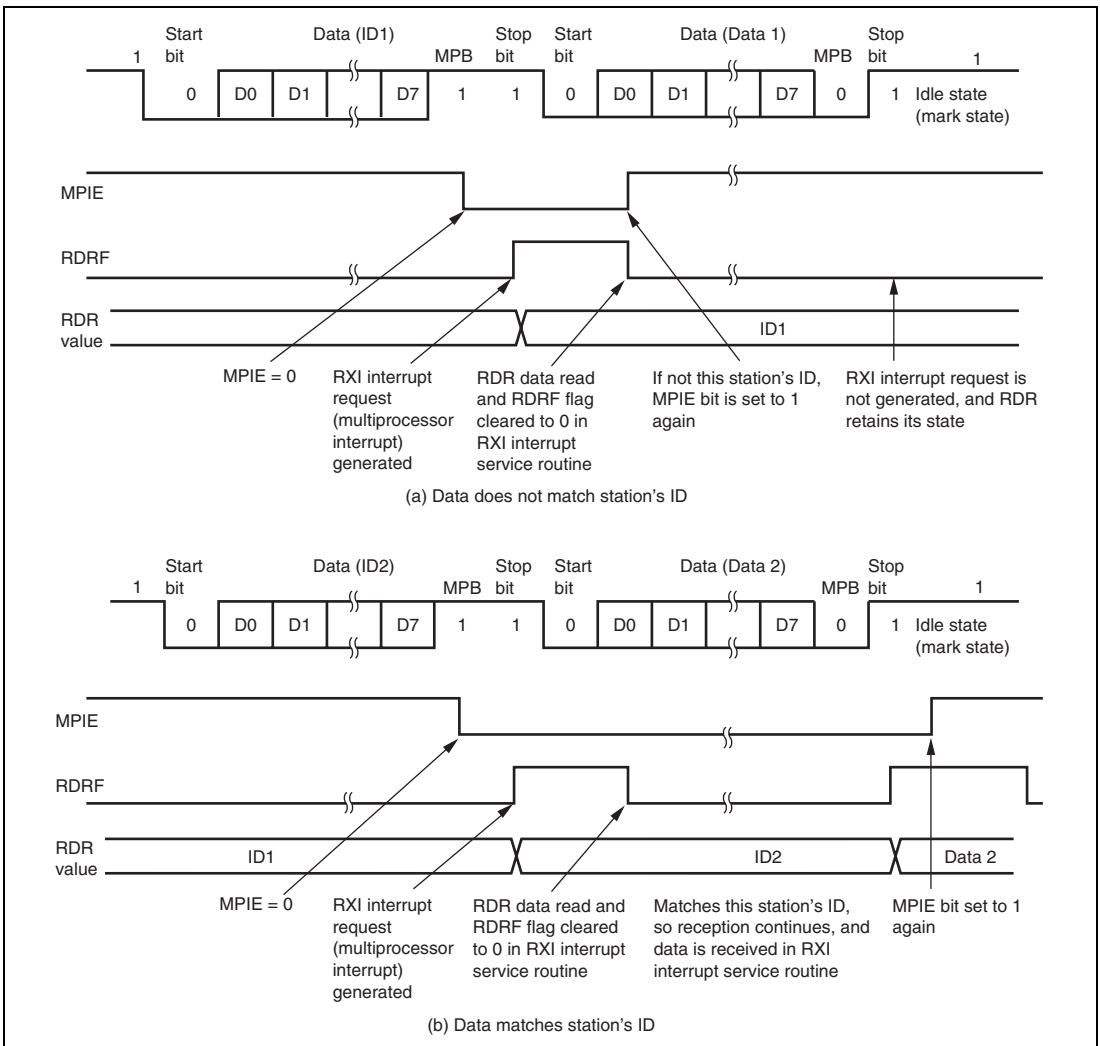 Start Data (ID1) Stop Start Data (Data 1) Stop
1 bit MPB bit bit MPB bit 1
0 D0 D1 D7 1 1 0 D0 D1 D7 0 1 Idle state
(mark state)
MPIE
RDRF
RDR
value
ID1
MPIE = 0
RXI interrupt
request
(multiprocessor
interrupt)
generated
RDR data read
and RDRF flag
cleared to 0 in
RXI interrupt
service routine
If not this station's ID,
MPIE bit is set to 1
again
RXI interrupt request is
not generated, and RDR
retains its state
(a) Data does not match station's ID
Start Data (ID2) Stop Start Data (Data 2) Stop
1 bit MPB bit bit MPB bit 1
0 D0 D1 D7 1 1 0 D0 D1 D7 0 1 Idle state
(mark state)
MPIE
RDRF
RDR
value
ID1 ID2 Data 2
MPIE = 0
RXI interrupt
request
(multiprocessor
interrupt)
generated
RDR data read and
RDRF flag cleared
to 0 in RXI interrupt
service routine
Matches this station's ID,
so reception continues, and
data is received in RXI
interrupt service routine
MPIE bit set to 1
again
(b) Data matches station's ID